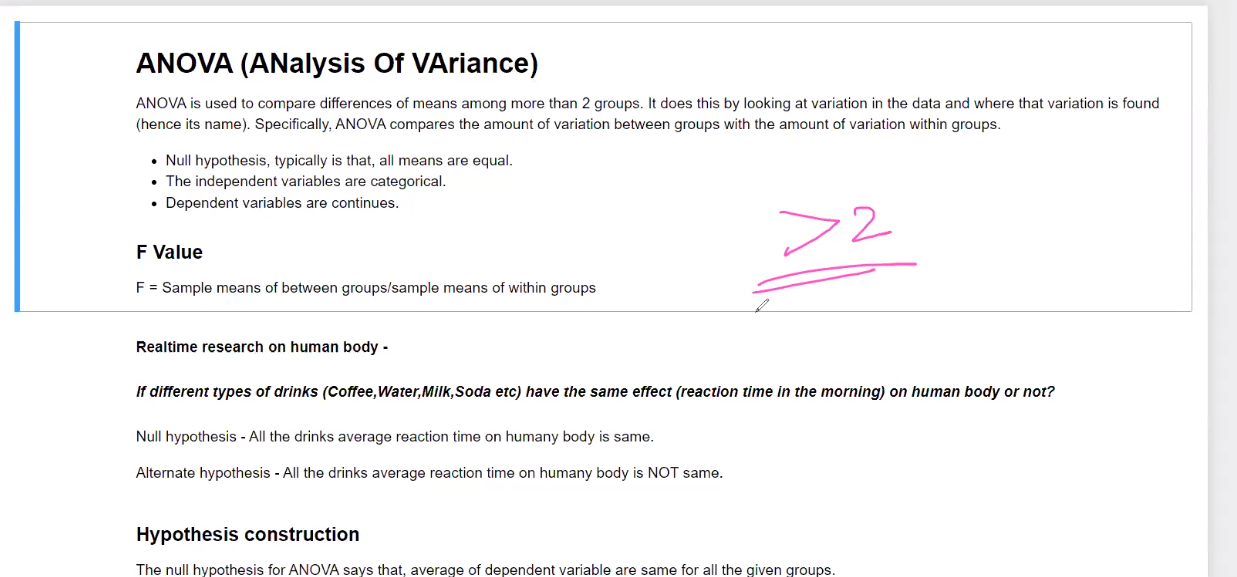 ANOVA (ANalysis Of VAriance)
ANOVA is used to compare differences of means among more than 2 groups. It does this by looking at variation in the data and where that variation is found
(hence its name). Specifically, ANOVA compares the amount of variation between groups with the amount of variation within groups.
• Null hypothesis, typically is that, all means are equal.
• The independent variables are categorical.
• Dependent variables are continues.
>2
F Value
F = Sample means of between groups/sample means of within groups
Realtime research on human body -
If different types of drinks (Coffee,Water,Milk,Soda etc) have the same effect (reaction time in the morning) on human body or not?
Null hypothesis - All the drinks average reaction time on humany body is same.
Alternate hypothesis - All the drinks average reaction time on humany body is NOT same.
Hypothesis construction
The null hypothesis for ANOVA says that, average of dependent variable are same for all the given groups.